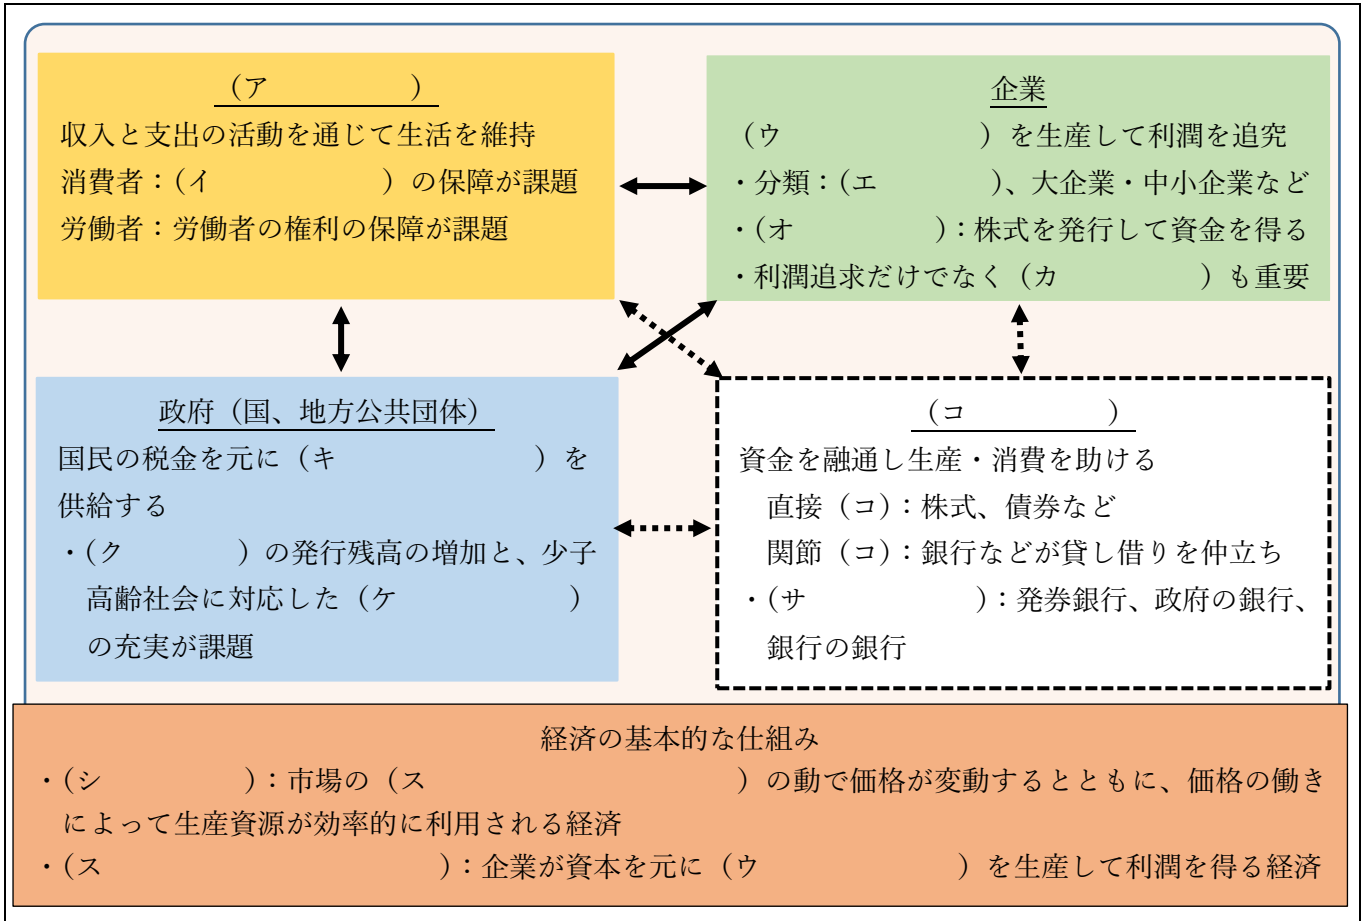 （ア　　　　　）
収入と支出の活動を通じて生活を維持
消費者：（イ　　　　　　）の保障が課題
労働者：労働者の権利の保障が課題
企業
（ウ　　　　　　　）を生産して利潤を追究
・分類：（エ　　　　）、大企業・中小企業など
・（オ　　　　　）：株式を発行して資金を得る
・利潤追求だけでなく（カ　　　　　）も重要
政府（国、地方公共団体）
国民の税金を元に（キ　　　　　　　）を
供給する
・（ク　　　　）の発行残高の増加と、少子
高齢社会に対応した（ケ　　　　　　）
の充実が課題
（コ　　　　　）
資金を融通し生産・消費を助ける
直接（コ）：株式、債券など
関節（コ）：銀行などが貸し借りを仲立ち
・（サ　　　　　　）：発券銀行、政府の銀行、
銀行の銀行
経済の基本的な仕組み
・（シ　　　　　）：市場の（ス　　　　　　　　　　　）の動で価格が変動するとともに、価格の働き
によって生産資源が効率的に利用される経済
・（ス　　　　　　　　　　　　）：企業が資本を元に（ウ　　　　　　　）を生産して利潤を得る経済